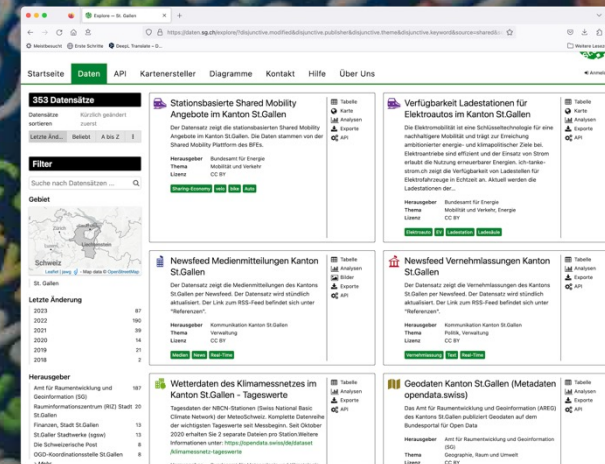 Explore — St. Gallen
https://daten.sg.ch/explore/?disjunctive.modified&disjunctive.publisher&disjunctive.theme&disjunctive.keyword&source=shared&
Meistbesucht Erste Schritte DeepL Translate – D...
Startseite Daten API Kartenersteller Diagramme Kontakt Hilfe Über Uns
353 Datensätze
Datensätze sortieren
Kürzlich geändert zuerst
Letzte Änd... Beliebt A bis Z
Filter
Suche nach Datensätzen ...
Gebiet
Zürich
Liechtenstein
Schweiz
Leaflet | Map data © OpenStreetMap
St. Gallen
Letzte Änderung
2023 87
2022 190
2021 39
2020 14
2019 21
2018 2
Herausgeber
Amt für Raumentwicklung und 187
Geoinformation (SG)
Rauminformationszentrum (RIZ) Stadt 20
St.Gallen
Finanzen, Stadt St.Gallen 13
St.Galler Stadtwerke (sgsw) 13
Die Schweizerische Post 8
OGD-Koordinationsstelle St.Gallen 8
> Mehr
Stationsbasierte Shared Mobility
Angebote im Kanton St.Gallen
Der Datensatz zeigt die stationsbasierten Shared Mobility
Angebote im Kanton St.Gallen. Die Daten stammen von der
Shared Mobility Plattform des BFEs.
Herausgeber Bundesamt für Energie
Thema Mobilität und Verkehr
Lizenz CC BY
Sharing-Economy velo bike Auto
Tabelle
Karte
Analysen
Exporte
API
Verfügbarkeit Ladestationen für
Elektroautos im Kanton St.Gallen
Die Elektromobilität ist eine Schlüsseltechnologie für eine
nachhaltigere Mobilität und trägt zur Erreichung
ambitionierter energie- und klimapolitischer Ziele bei.
Elektroantriebe sind effizient und der Einsatz von Strom
erlaubt die Nutzung erneuerbarer Energien. ich-tanke-
strom.ch zeigt die Verfügbarkeit von Ladestellen für
Elektrofahrzeuge in Echtzeit an. Aktuell werden die
Ladestationen der...
Herausgeber Bundesamt für Energie
Thema Mobilität und Verkehr, Energie
Lizenz CC BY
Elektroauto EV Ladestation Ladesäule
Tabelle
Karte
Analysen
Exporte
API
Newsfeed Medienmitteilungen Kanton
St.Gallen
Der Datensatz zeigt die Medienmitteilungen des Kantons
St.Gallen per Newsfeed. Der Datensatz wird stündlich
aktualisiert. Der Link zum RSS-Feed befindet sich unter
"Referenzen".
Herausgeber Kommunikation Kanton St.Gallen
Thema Verwaltung
Lizenz CC BY
Medien News Real-Time
Tabelle
Analysen
Bilder
Exporte
API
Newsfeed Vernehmlassungen Kanton
St.Gallen
Der Datensatz zeigt die Vernehmlassungen des Kantons
St.Gallen per Newsfeed. Der Datensatz wird stündlich
aktualisiert. Der Link zum RSS-Feed befindet sich unter
"Referenzen".
Herausgeber Kommunikation Kanton St.Gallen
Thema Politik, Verwaltung
Lizenz CC BY
Vernehmlassung Text Real-Time
Tabelle
Analysen
Exporte
API
Wetterdaten des Klimamessnetzes im
Kanton St.Gallen - Tageswerte
Tagesdaten der NBCN-Stationen (Swiss National Basic
Climate Network) der MeteoSchweiz. Komplette Datenreihe
der wichtigsten Tageswerte seit Messbeginn. Seit Oktober
2020 erhalten Sie 2 separate Dateien pro Station.Weitere
Informationen unter: https://opendata.swiss/de/dataset
/klimamessnetz-tageswerte
Tabelle
Analysen
Exporte
API
Geodaten Kanton St.Gallen (Metadaten
opendata.swiss)
Das Amt für Raumentwicklung und Geoinformation (AREG)
des Kantons St.Gallen publiziert Geodaten auf dem
Bundesportal für Open Data
Herausgeber Amt für Raumentwicklung und Geoinformation
(SG)
Thema Geographie, Raum und Umwelt
Lizenz CC BY
Tabelle
Analysen
Exporte
API